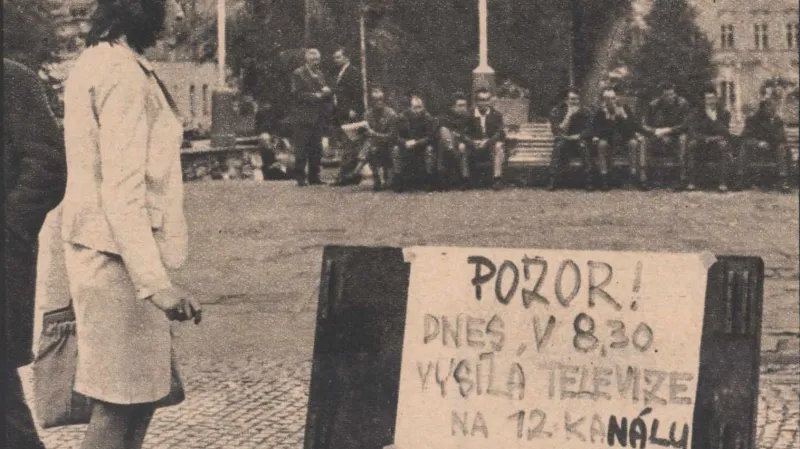 POZOR!
DNES, V 8,30
VYSÍLÁ TELEVIZE
NA 12 KANÁLU